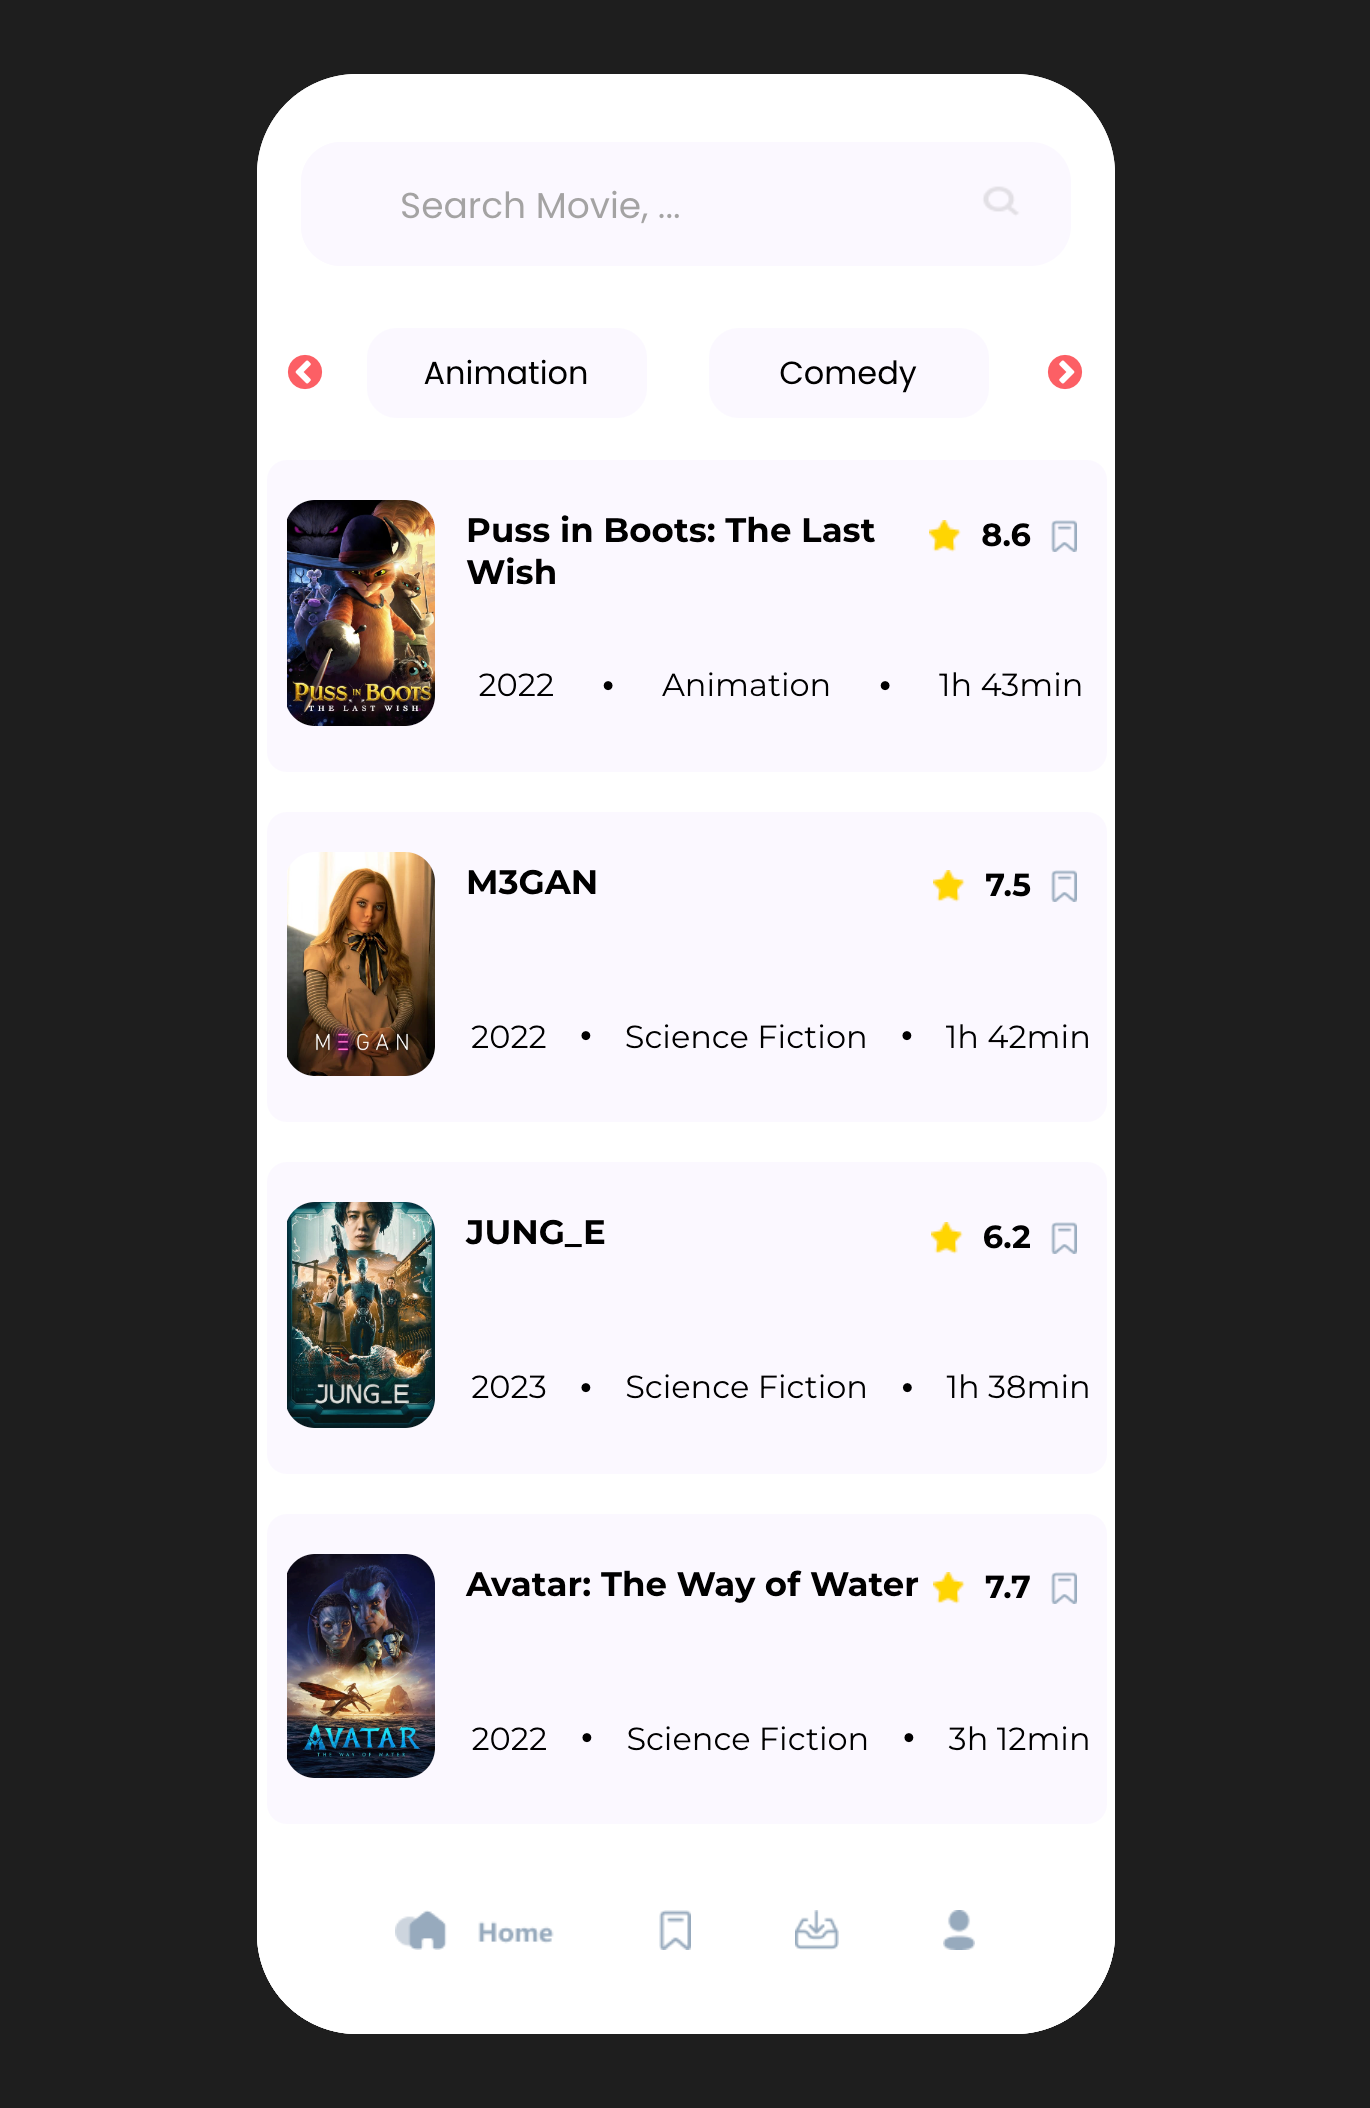 Search Movie, ...
Animation
Comedy
Puss in Boots: The Last
Wish
8.6
PUSS IN BOOTS
THE LAST WISH
2022 • Animation • 1h 43min
M3GAN
7.5
M3GAN
2022 • Science Fiction • 1h 42min
JUNG_E
6.2
JUNG_E
2023 • Science Fiction • 1h 38min
Avatar: The Way of Water
7.7
AVATAR
THE WAY OF WATER
2022 • Science Fiction • 3h 12min
Home